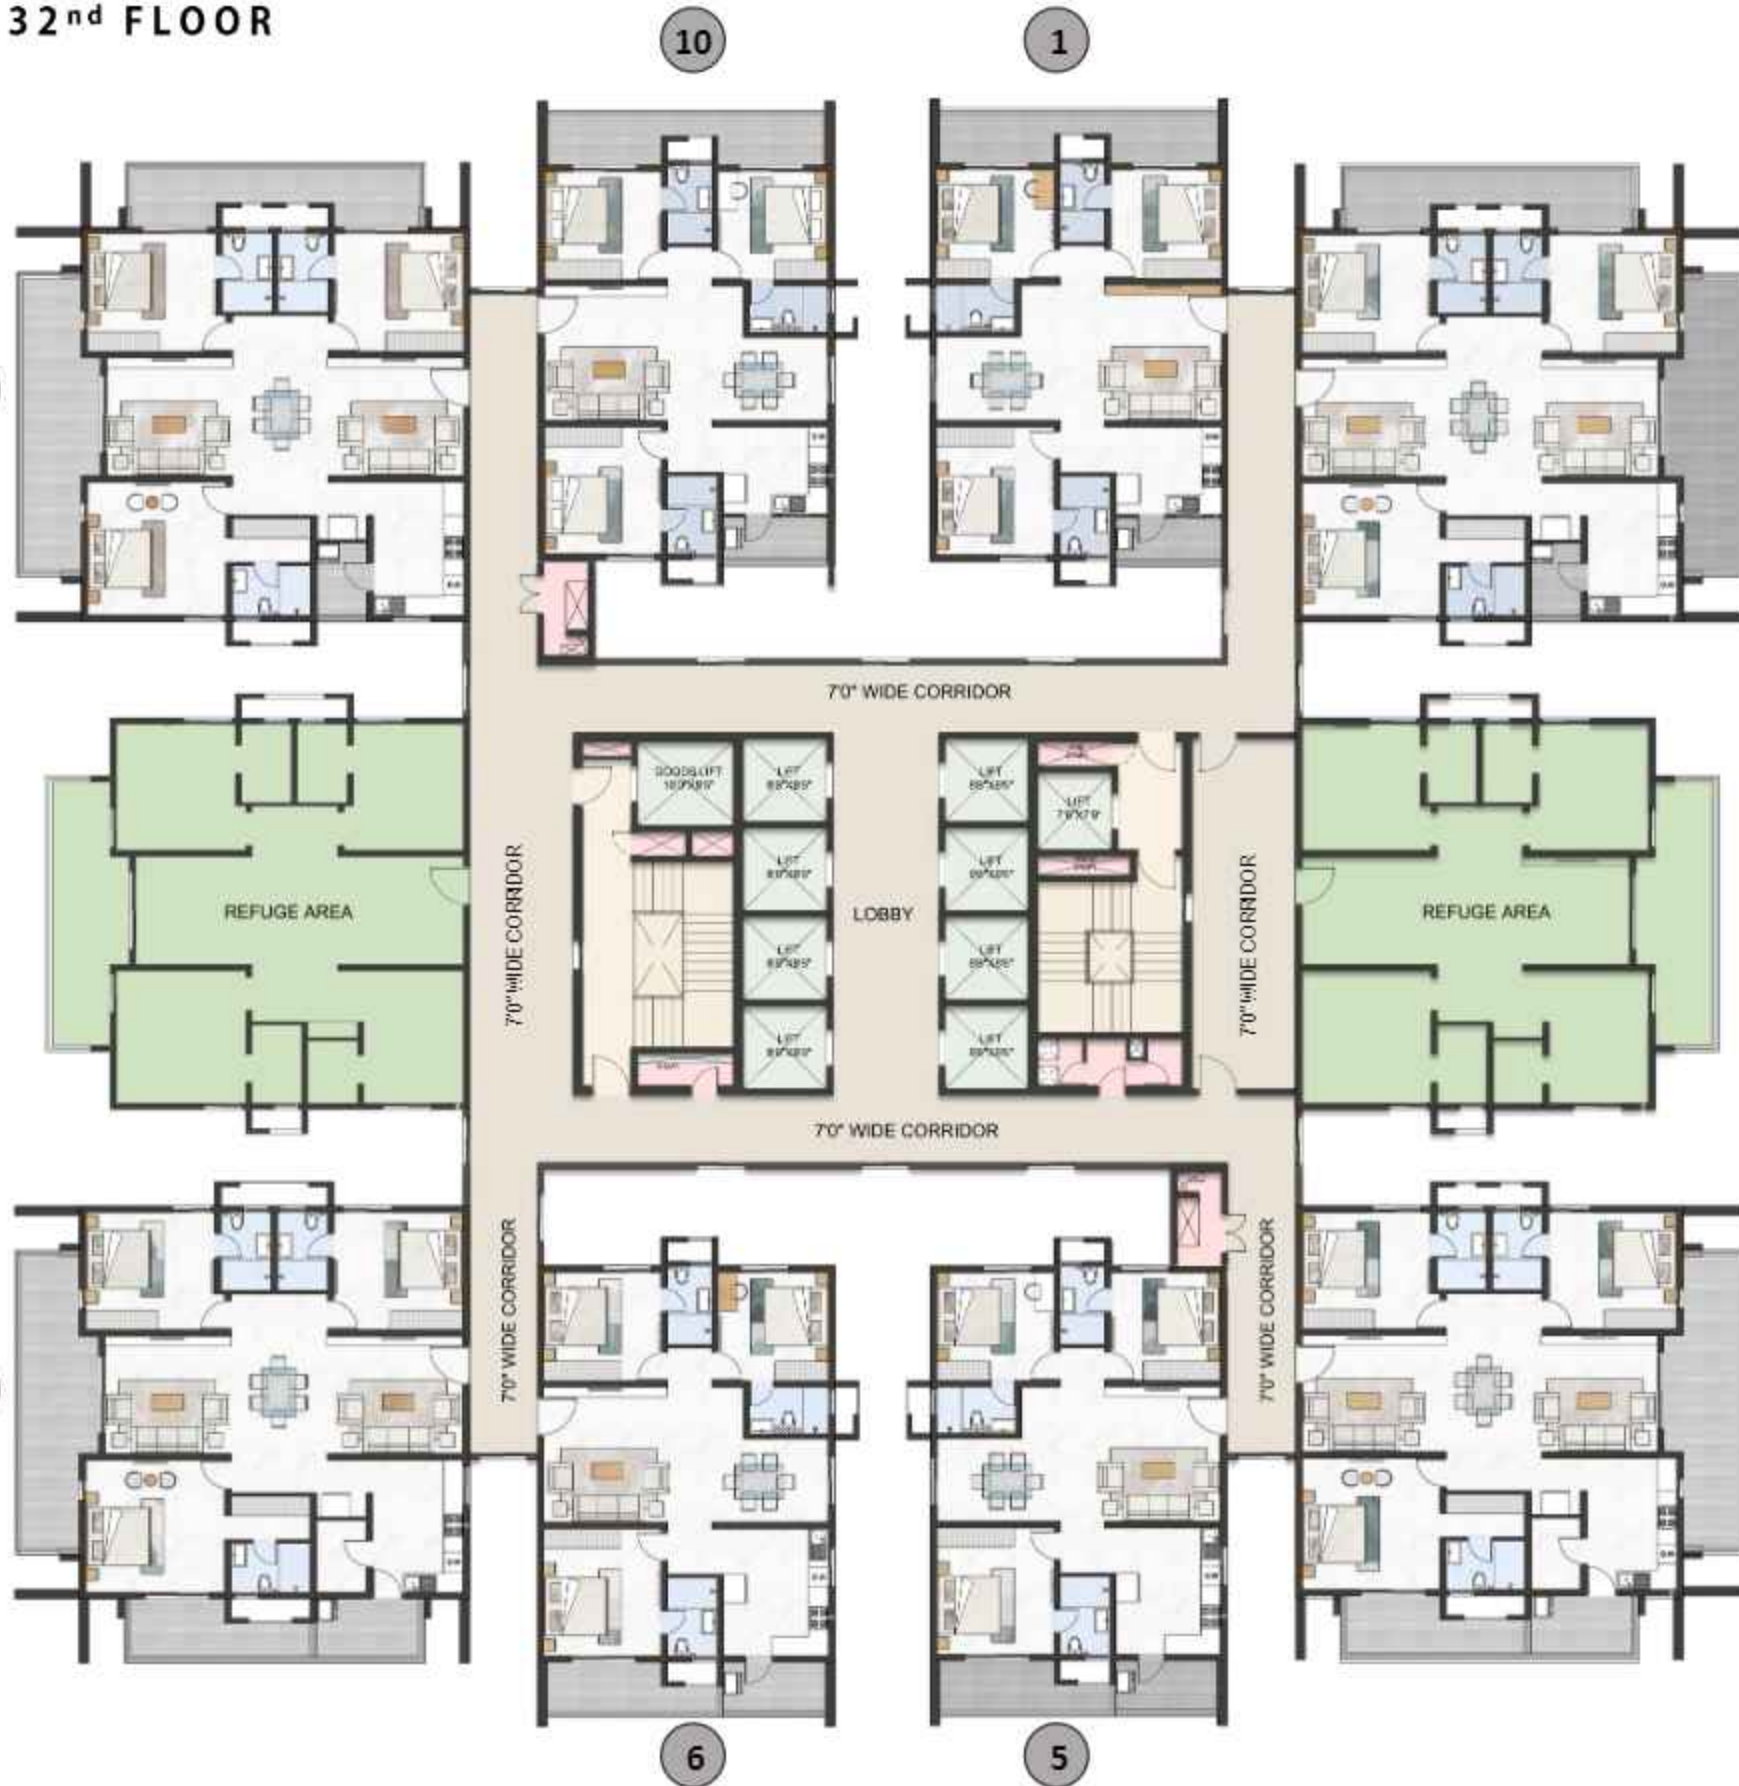 32nd FLOOR
10
1
7'0" WIDE CORRIDOR
GOODS LIFT
LIFT
LIFT
LIFT
LIFT
LIFT
7'0" WIDE CORRIDOR
REFUGE AREA
LOBBY
7'0" WIDE CORRIDOR
REFUGE AREA
LIFT
LIFT
LIFT
LIFT
7'0" WIDE CORRIDOR
7'0" WIDE CORRIDOR
7'0" WIDE CORRIDOR
6
5